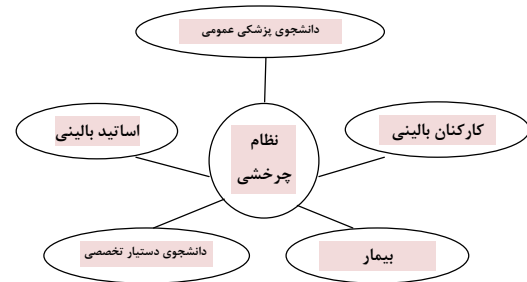 دانشجوی پزشکی عمومی
کارکنان بالینی
اساتید بالینی
نظام
چرخشی
بیمار
دانشجوی دستیار تخصصی